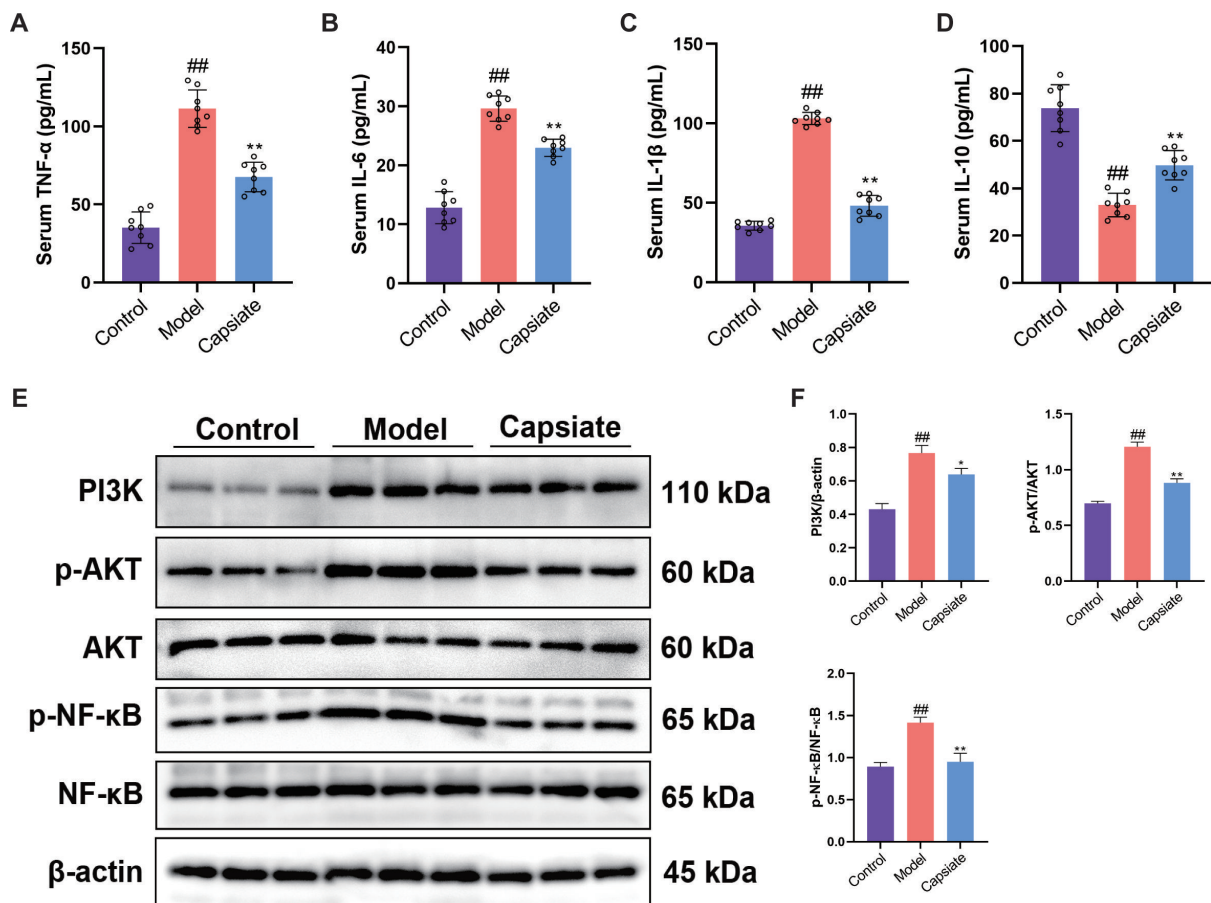 A
Serum TNF-α (pg/mL)
150
100
50
0
##
**
Control
Model
Capsiate
B
Serum IL-6 (pg/mL)
40
30
20
10
0
##
**
Control
Model
Capsiate
C
Serum IL-1β (pg/mL)
150
100
50
0
##
**
Control
Model
Capsiate
D
Serum IL-10 (pg/mL)
100
80
60
40
20
0
##
**
Control
Model
Capsiate
E
Control Model Capsiate
PI3K 110 kDa
p-AKT 60 kDa
AKT 60 kDa
p-NF-κB 65 kDa
NF-κB 65 kDa
β-actin 45 kDa
F
PI3K/β-actin
1.0
0.8
0.6
0.4
0.2
0.0
##
*
Control
Model
Capsiate
p-AKT/AKT
1.5
1.0
0.5
0.0
##
**
Control
Model
Capsiate
p-NF-κB/NF-κB
2.0
1.5
1.0
0.5
0.0
##
**
Control
Model
Capsiate